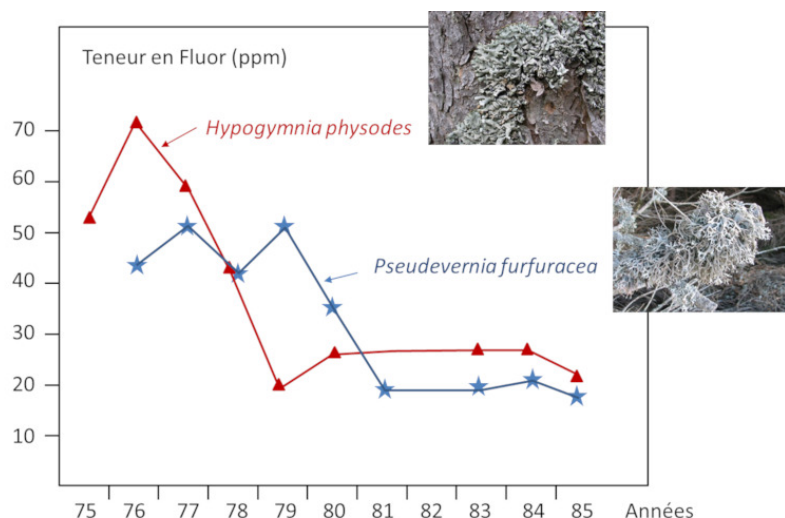 Teneur en Fluor (ppm)
Hypogymnia physodes
Pseudevernia furfuracea
70
60
50
40
30
20
10
75 76 77 78 79 80 81 82 83 84 85 Années